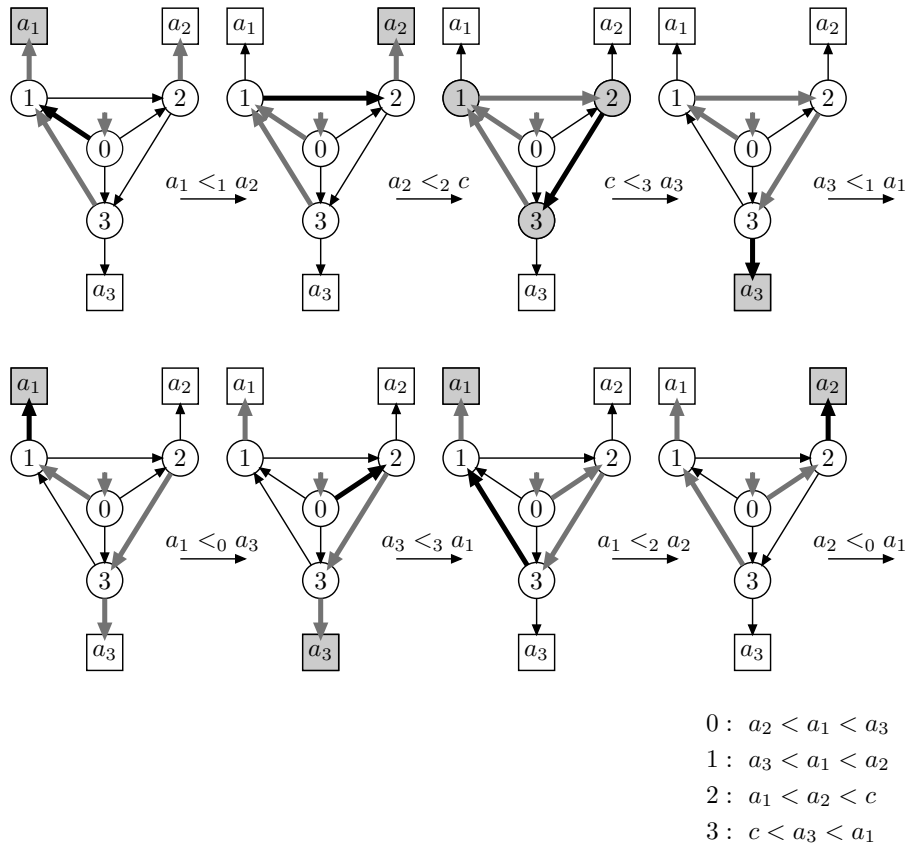 a₁ a₂ a₂ a₁ a₂ a₁ a₂
1 2 1 2 1 2 1 2
0 0 0 0
a₁ <₁ a₂ a₂ <₂ c c <₃ a₃ a₃ <₁ a₁
3 3 3 3
a₃ a₃ a₃ a₃
a₁ a₂ a₁ a₂ a₁ a₂ a₁ a₂
1 2 1 2 1 2 1 2
0 0 0 0
a₁ <₀ a₃ a₃ <₃ a₁ a₁ <₂ a₂ a₂ <₀ a₁
3 3 3 3
a₃ a₃ a₃ a₃
0 : a₂ < a₁ < a₃
1 : a₃ < a₁ < a₂
2 : a₁ < a₂ < c
3 : c < a₃ < a₁